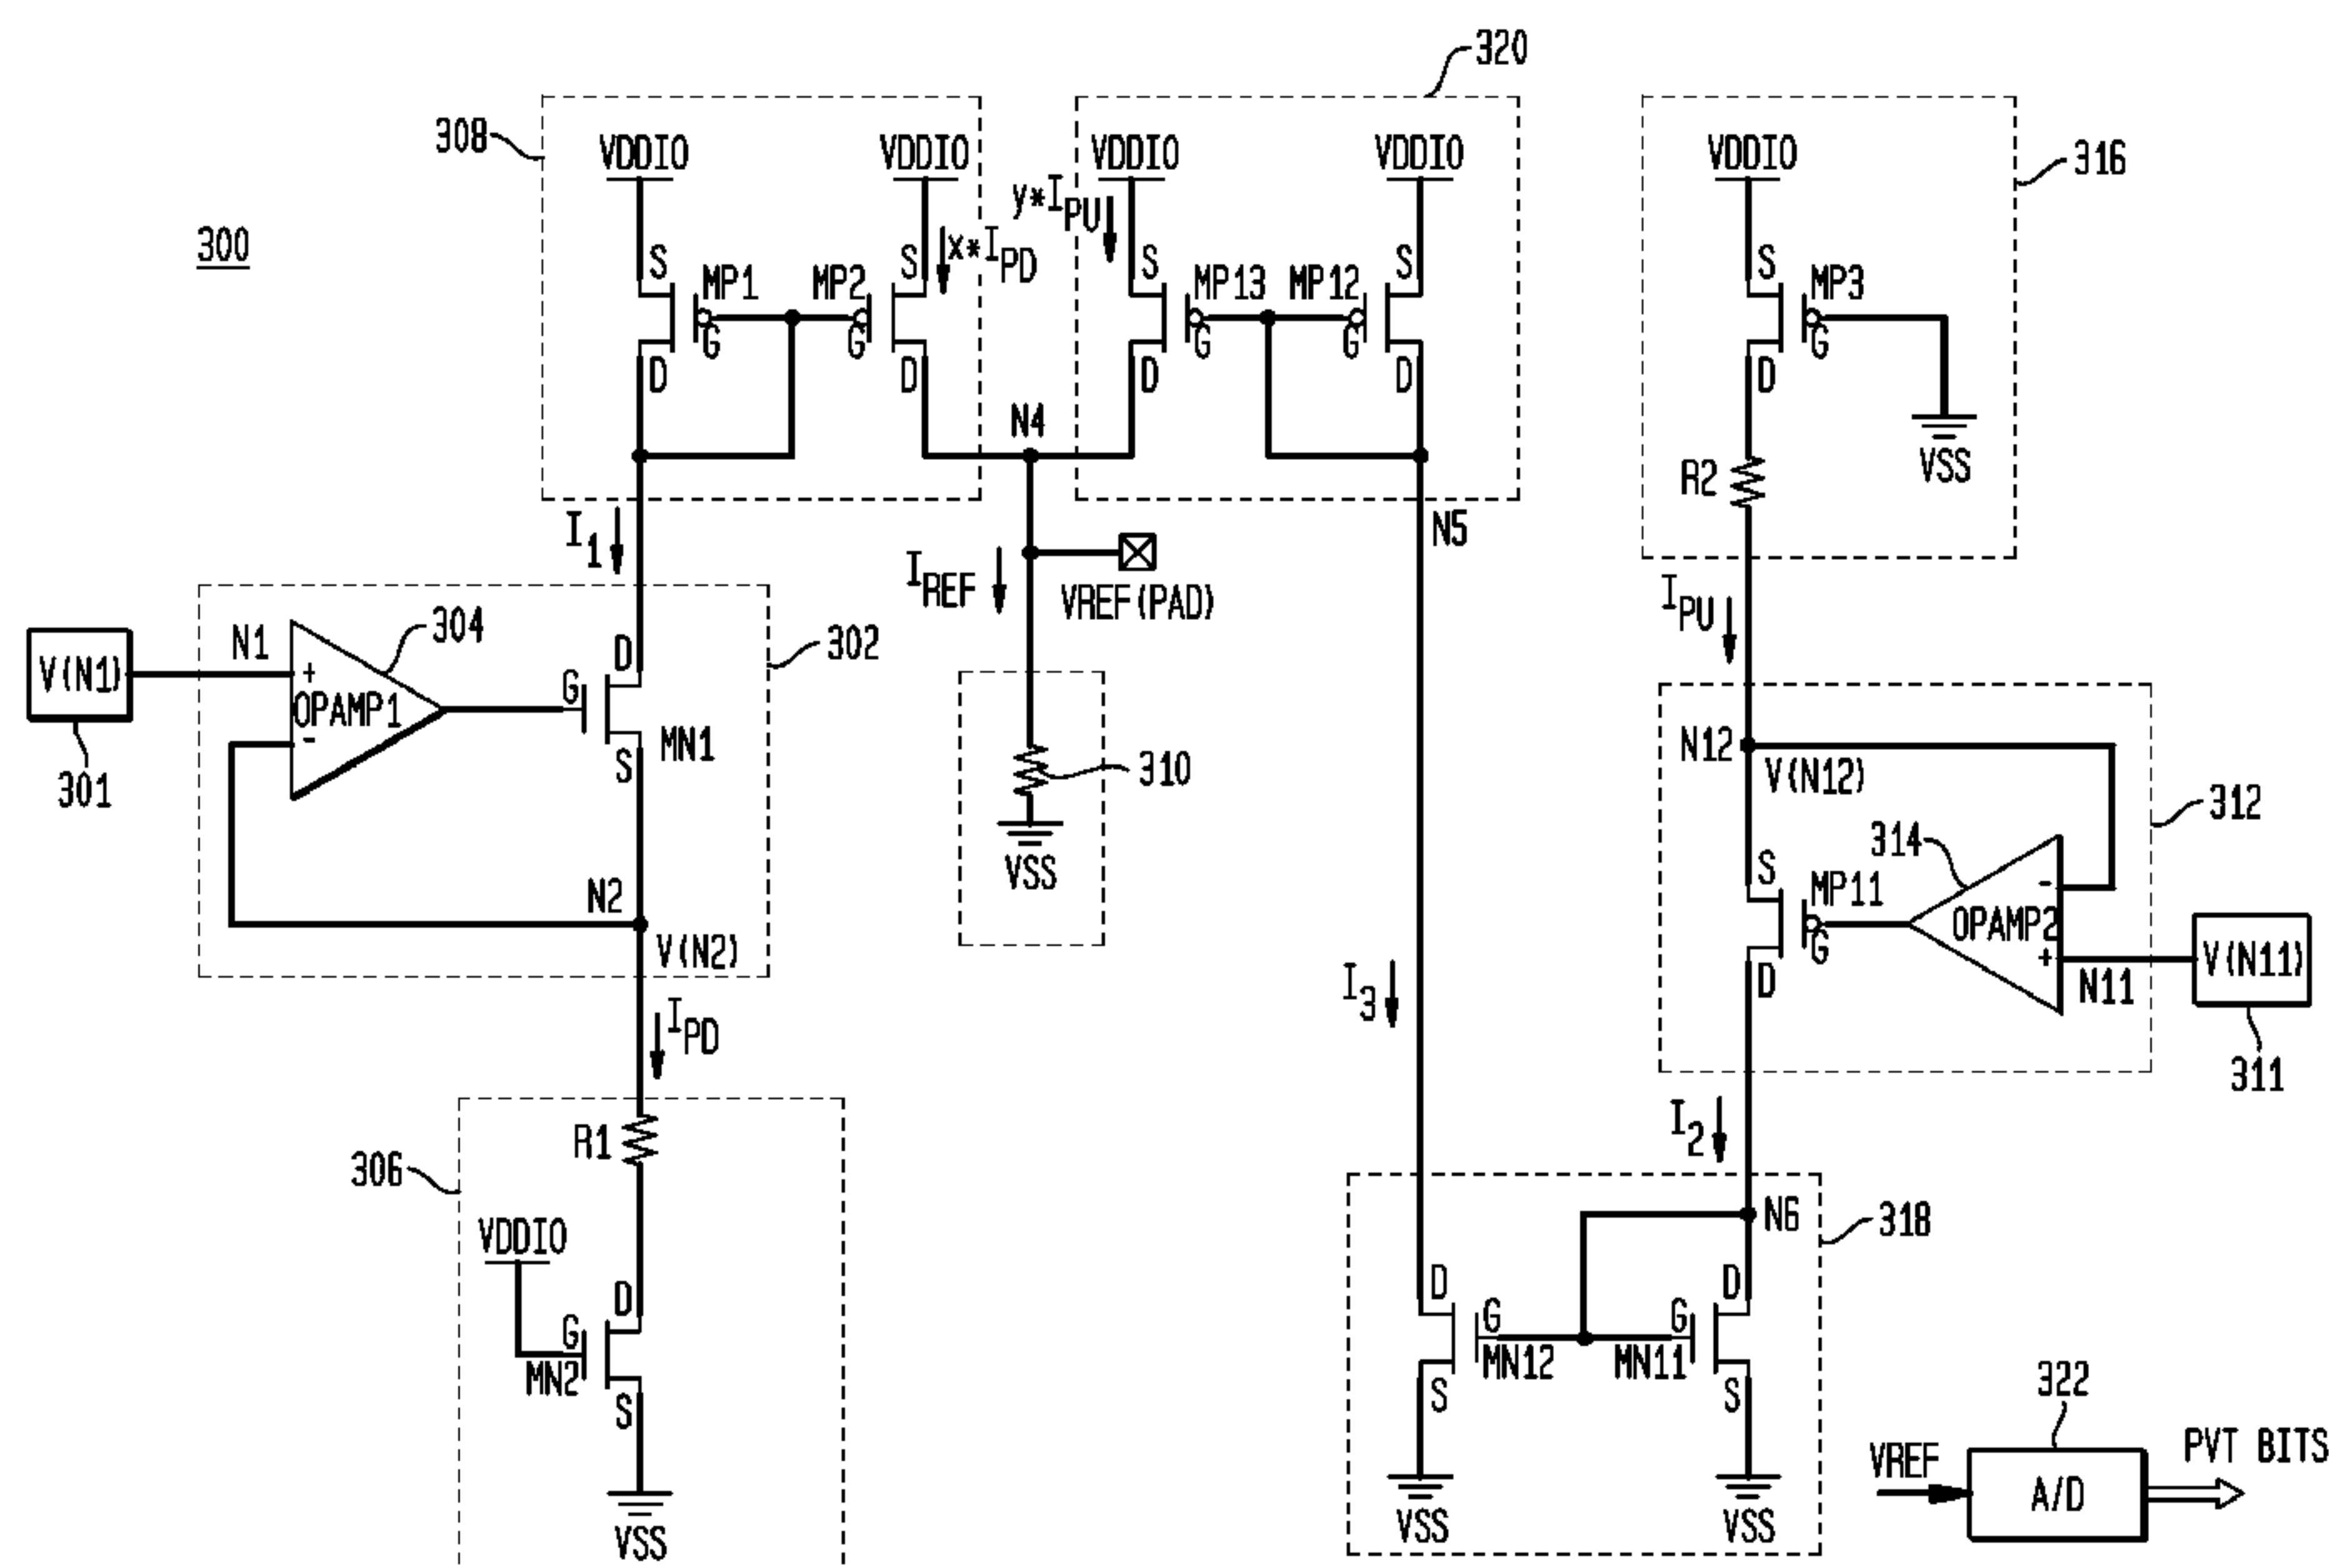 320
308
VDDIO
VDDIO
VDDIO
VDDIO
VDDIO
316
300
x*IPD
y*IPU
S
MP1
G
D
MP2
S
G
D
S
MP13
G
D
MP12
S
G
D
S
MP3
G
D
VSS
N4
R2
N5
I1
IREF
VREF(PAD)
IPU
V(N1)
301
N1
304
+
OPAMP1
-
302
D
G
MN1
S
N2
V(N2)
310
VSS
N12
V(N12)
312
314
S
MP11
G
D
-
OPAMP2
+
N11
V(N11)
311
I3
IPD
I2
R1
306
VDDIO
D
G
MN2
S
VSS
N6
318
D
G
MN12
S
VSS
D
G
MN11
S
VSS
322
VREF
A/D
PVT BITS